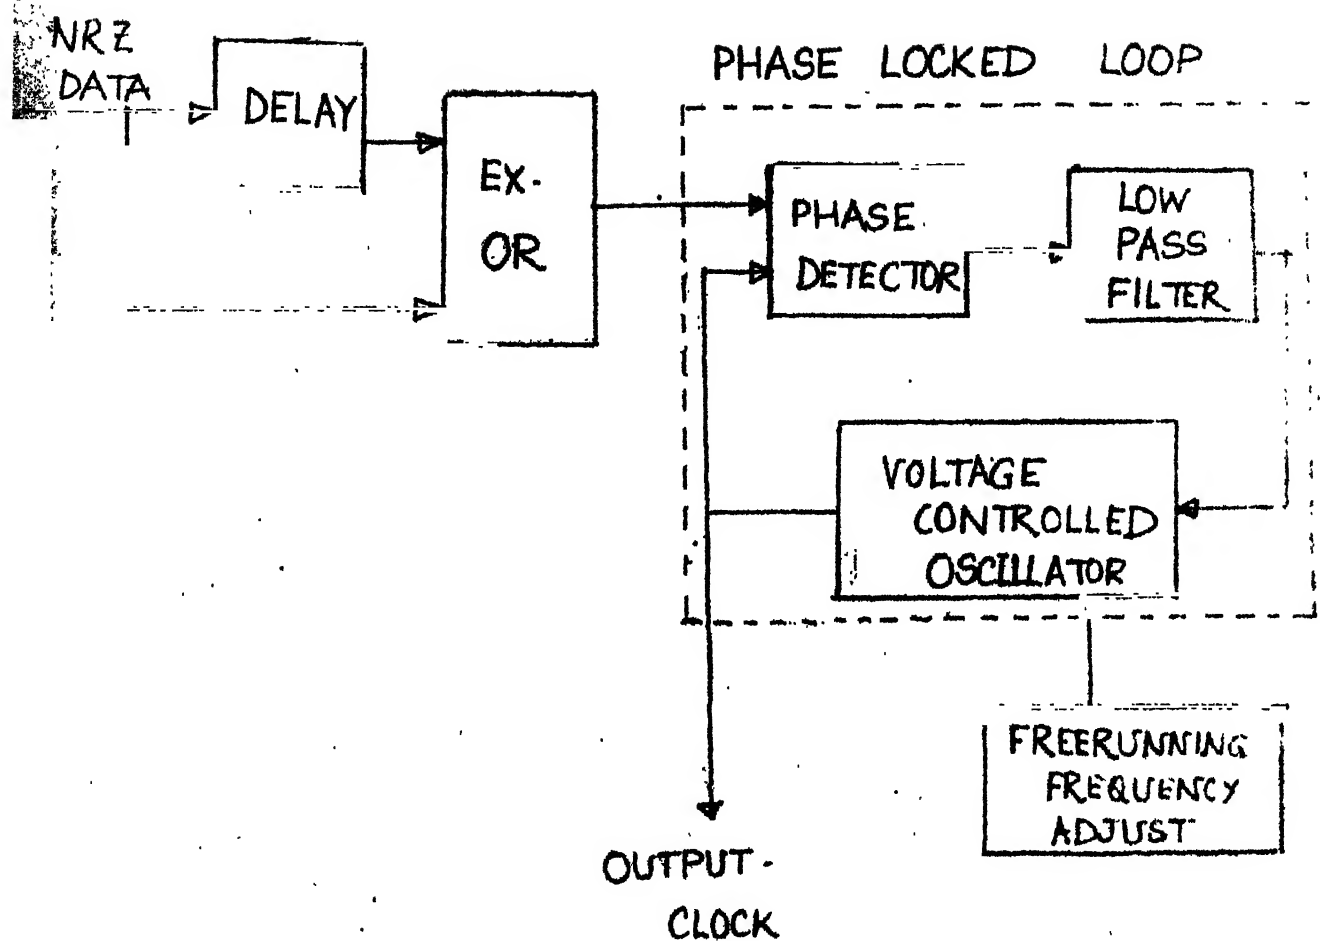 NRZ
DATA
DELAY
EX-
OR
PHASE LOCKED LOOP
PHASE
DETECTOR
LOW
PASS
FILTER
VOLTAGE
CONTROLLED
OSCILLATOR
FREERUNNING
FREQUENCY
ADJUST
OUTPUT-
CLOCK